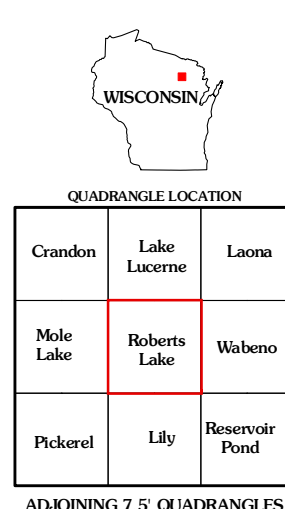 WISCONSIN
QUADRANGLE LOCATION
Crandon
Lake
Lucerne
Laona
Mole
Lake
Roberts
Lake
Wabeno
Pickerel
Lily
Reservoir
Pond
ADJOINING 7.5' QUADRANGLES